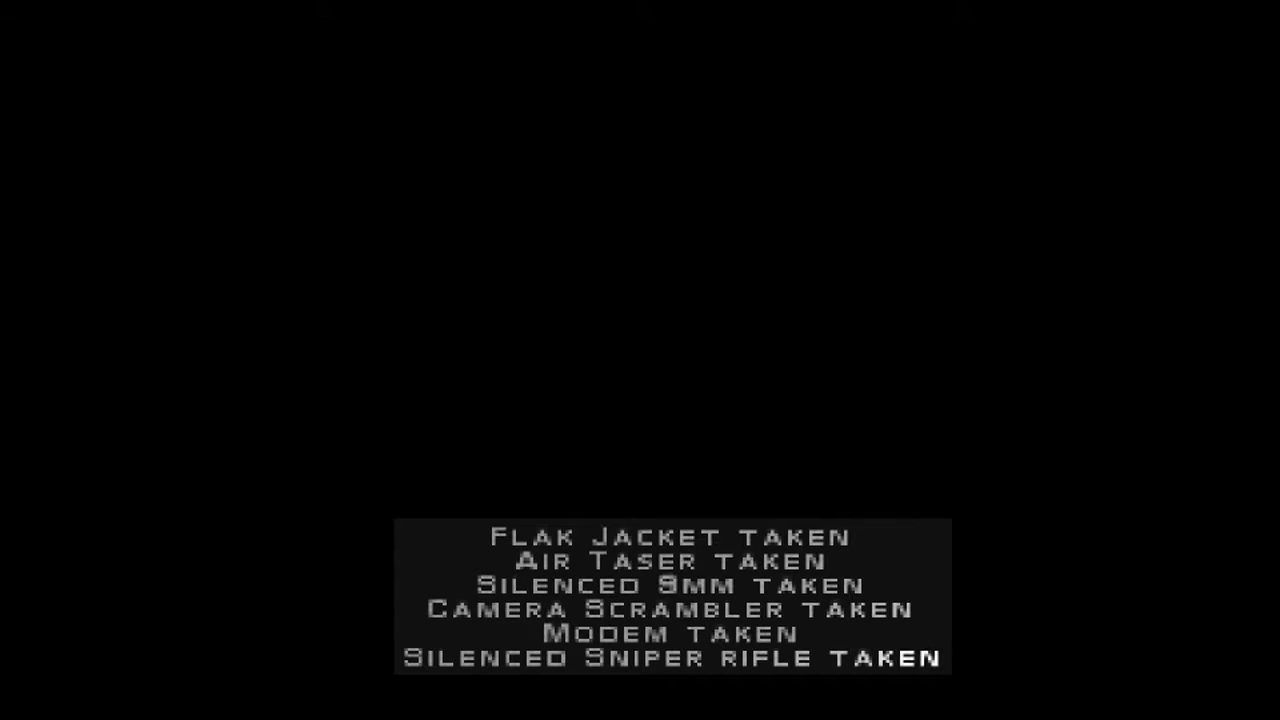 Flak Jacket taken
Air Taser taken
Silenced 9mm taken
Camera Scrambler taken
Modem taken
Silenced Sniper rifle taken